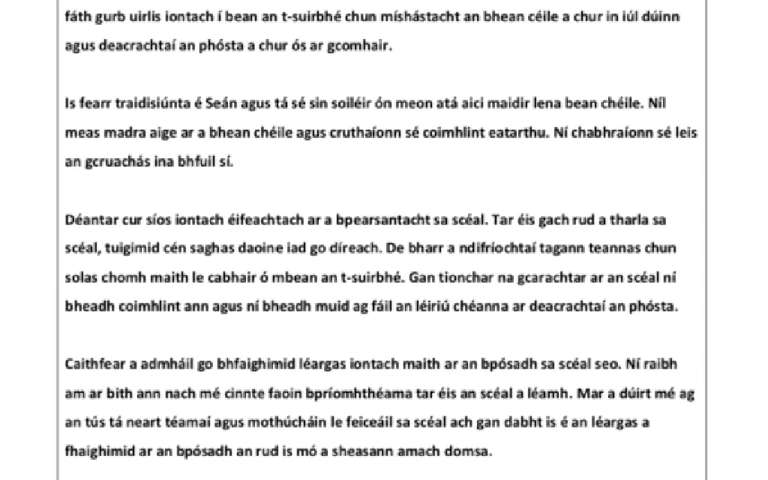 fáth gurb uirlis iontach í bean an t-suirbhé chun míshástacht an bhean céile a chur in iúl dúinn
agus deacrachtaí an phósta a chur ós ar gcomhair.
Is fearr traidisiúnta é Seán agus tá sé sin soiléir ón meon atá aici maidir lena bean chéile. Níl
meas madra aige ar a bhean chéile agus cruthaíonn sé coimhlint eatarthu. Ní chabhraíonn sé leis
an gcruachás ina bhfuil sí.
Déantar cur síos iontach éifeachtach ar a bpearsantacht sa scéal. Tar éis gach rud a tharla sa
scéal, tuigimid cén saghas daoine iad go díreach. De bharr a ndifríochtaí tagann teannas chun
solas chomh maith le cabhair ó mbean an t-suirbhé. Gan tionchar na gcarachtar ar an scéal ní
bheadh coimhlint ann agus ní bheadh muid ag fáil an léiriú chéanna ar deacrachtaí an phósta.
Caithfear a admháil go bhfaighimid léargas iontach maith ar an bpósadh sa scéal seo. Ní raibh
am ar bith ann nach mé cinnte faoin bpríomhthéama tar éis an scéal a léamh. Mar a dúirt mé ag
an tús tá neart téamaí agus mothúcháin le feiceáil sa scéal ach gan dabht is é an léargas a
fhaighimid ar an bpósadh an rud is mó a sheasann amach domsa.